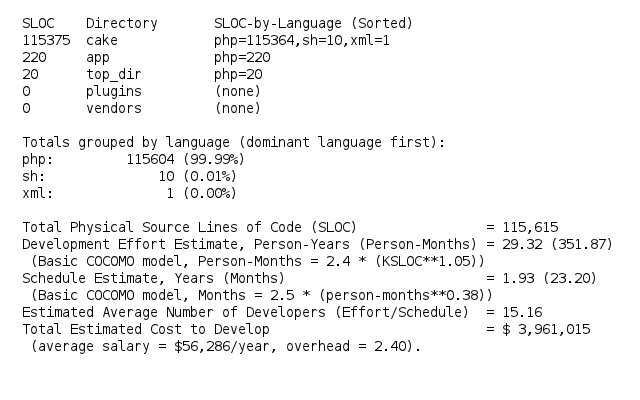 SLOC    Directory       SLOC-by-Language (Sorted)
115375  cake            php=115364,sh=10,xml=1
220     app             php=220
20      top_dir         php=20
0       plugins         (none)
0       vendors         (none)

Totals grouped by language (dominant language first):
php:         115604 (99.99%)
sh:              10 (0.01%)
xml:              1 (0.00%)

Total Physical Source Lines of Code (SLOC)                = 115,615
Development Effort Estimate, Person-Years (Person-Months) = 29.32 (351.87)
 (Basic COCOMO model, Person-Months = 2.4 * (KSLOC**1.05))
Schedule Estimate, Years (Months)                         = 1.93 (23.20)
 (Basic COCOMO model, Months = 2.5 * (person-months**0.38))
Estimated Average Number of Developers (Effort/Schedule)  = 15.16
Total Estimated Cost to Develop                           = $ 3,961,015
 (average salary = $56,286/year, overhead = 2.40).